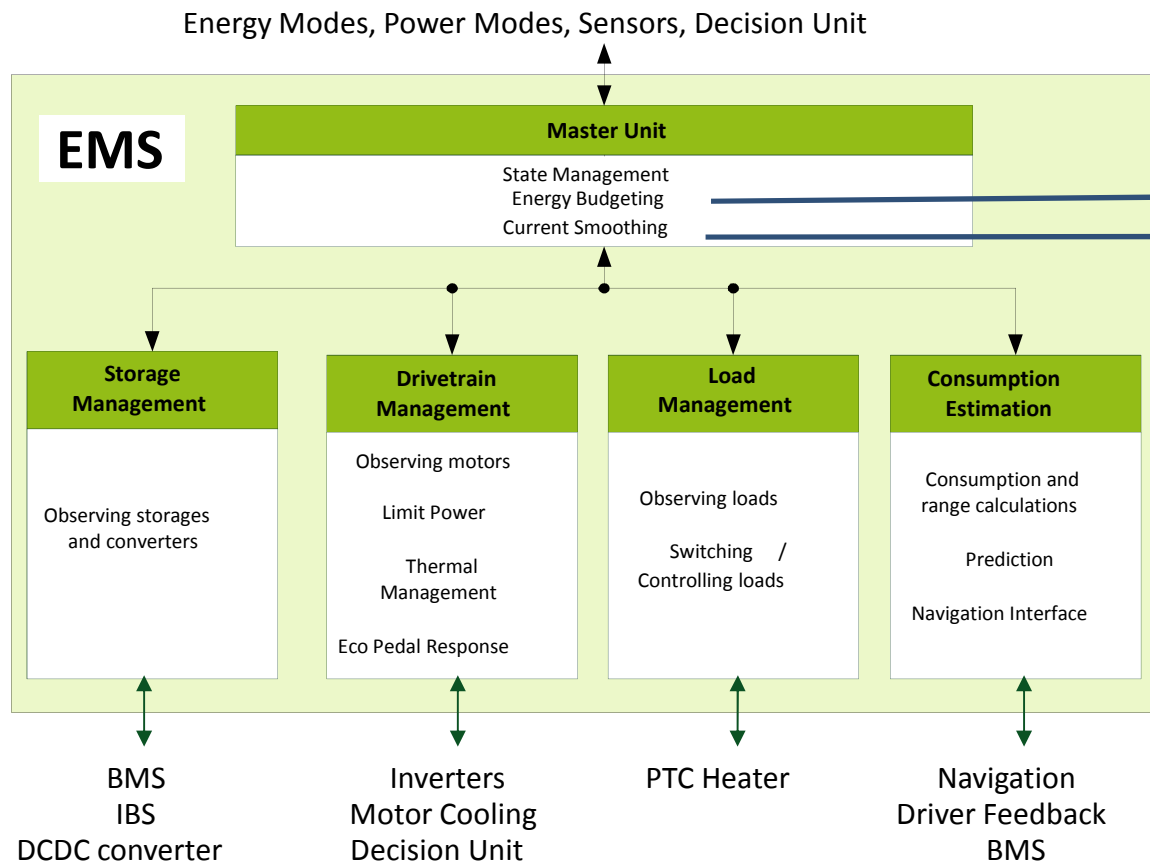 Energy Modes, Power Modes, Sensors, Decision Unit
EMS
Master Unit
State Management
Energy Budgeting
Current Smoothing
Storage
Management
Observing storages
and converters
Drivetrain
Management
Observing motors
Limit Power
Thermal
Management
Eco Pedal Response
Load
Management
Observing loads
Switching /
Controlling loads
Consumption
Estimation
Consumption and
range calculations
Prediction
Navigation Interface
BMS
IBS
DCDC converter
Inverters
Motor Cooling
Decision Unit
PTC Heater
Navigation
Driver Feedback
BMS